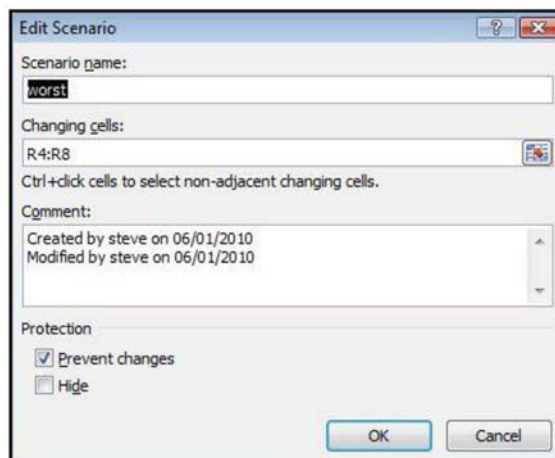 Edit Scenario
Scenario name:
worst
Changing cells:
R4:R8
Ctrl+click cells to select non-adjacent changing cells.
Comment:
Created by steve on 06/01/2010
Modified by steve on 06/01/2010
Protection
Prevent changes
Hide
OK
Cancel